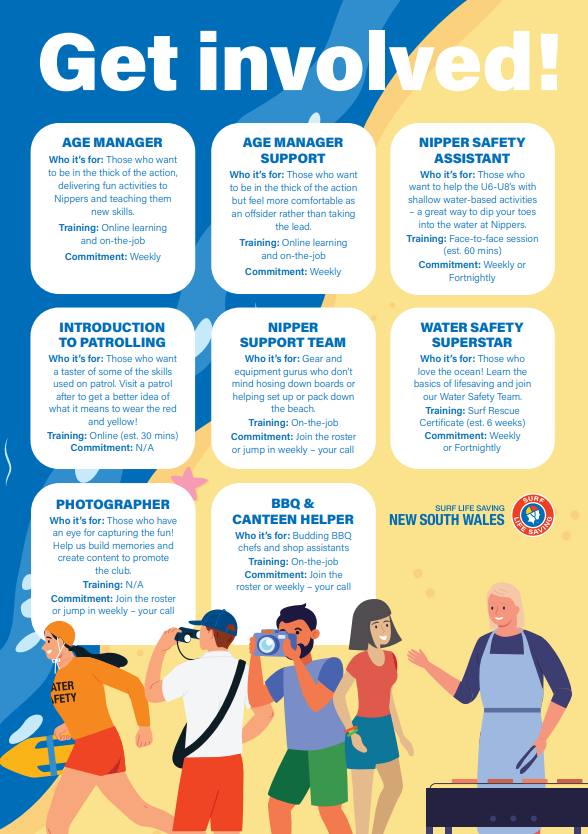 Get involved!
AGE MANAGER
Who it's for: Those who want
to be in the thick of the action,
delivering fun activities to
Nippers and teaching them
new skills.
Training: Online learning
and on-the-job
Commitment: Weekly
AGE MANAGER
SUPPORT
Who it's for: Those who want
to be in the thick of the action
but feel more comfortable as
an offsider rather than taking
the lead.
Training: Online learning
and on-the-job
Commitment: Weekly
NIPPER SAFETY
ASSISTANT
Who it's for: Those who
want to help the U6-U8's with
shallow water-based activities
– a great way to dip your toes
into the water at Nippers.
Training: Face-to-face session
(est. 60 mins)
Commitment: Weekly or
Fortnightly
INTRODUCTION
TO PATROLLING
Who it's for: Those who want
a taster of some of the skills
used on patrol. Visit a patrol
after to get a better idea of
what it means to wear the red
and yellow!
Training: Online (est. 30 mins)
Commitment: N/A
NIPPER
SUPPORT TEAM
Who it's for: Gear and
equipment gurus who don't
mind hosing down boards or
helping set up or pack down
the beach.
Training: On-the-job
Commitment: Join the roster
or jump in weekly – your call
WATER SAFETY
SUPERSTAR
Who it's for: Those who
love the ocean! Learn the
basics of lifesaving and join
our Water Safety Team.
Training: Surf Rescue
Certificate (est. 6 weeks)
Commitment: Weekly
or Fortnightly
PHOTOGRAPHER
Who it's for: Those who have
an eye for capturing the fun!
Help us build memories and
create content to promote
the club.
Training: N/A
Commitment: Join the roster
or jump in weekly – your call
BBQ &
CANTEEN HELPER
Who it's for: Budding BBQ
chefs and shop assistants
Training: On-the-job
Commitment: Join the
roster or weekly – your call
SURF LIFE SAVING
NEW SOUTH WALES
SURF
LIFE SAVING
ATER
AFETY